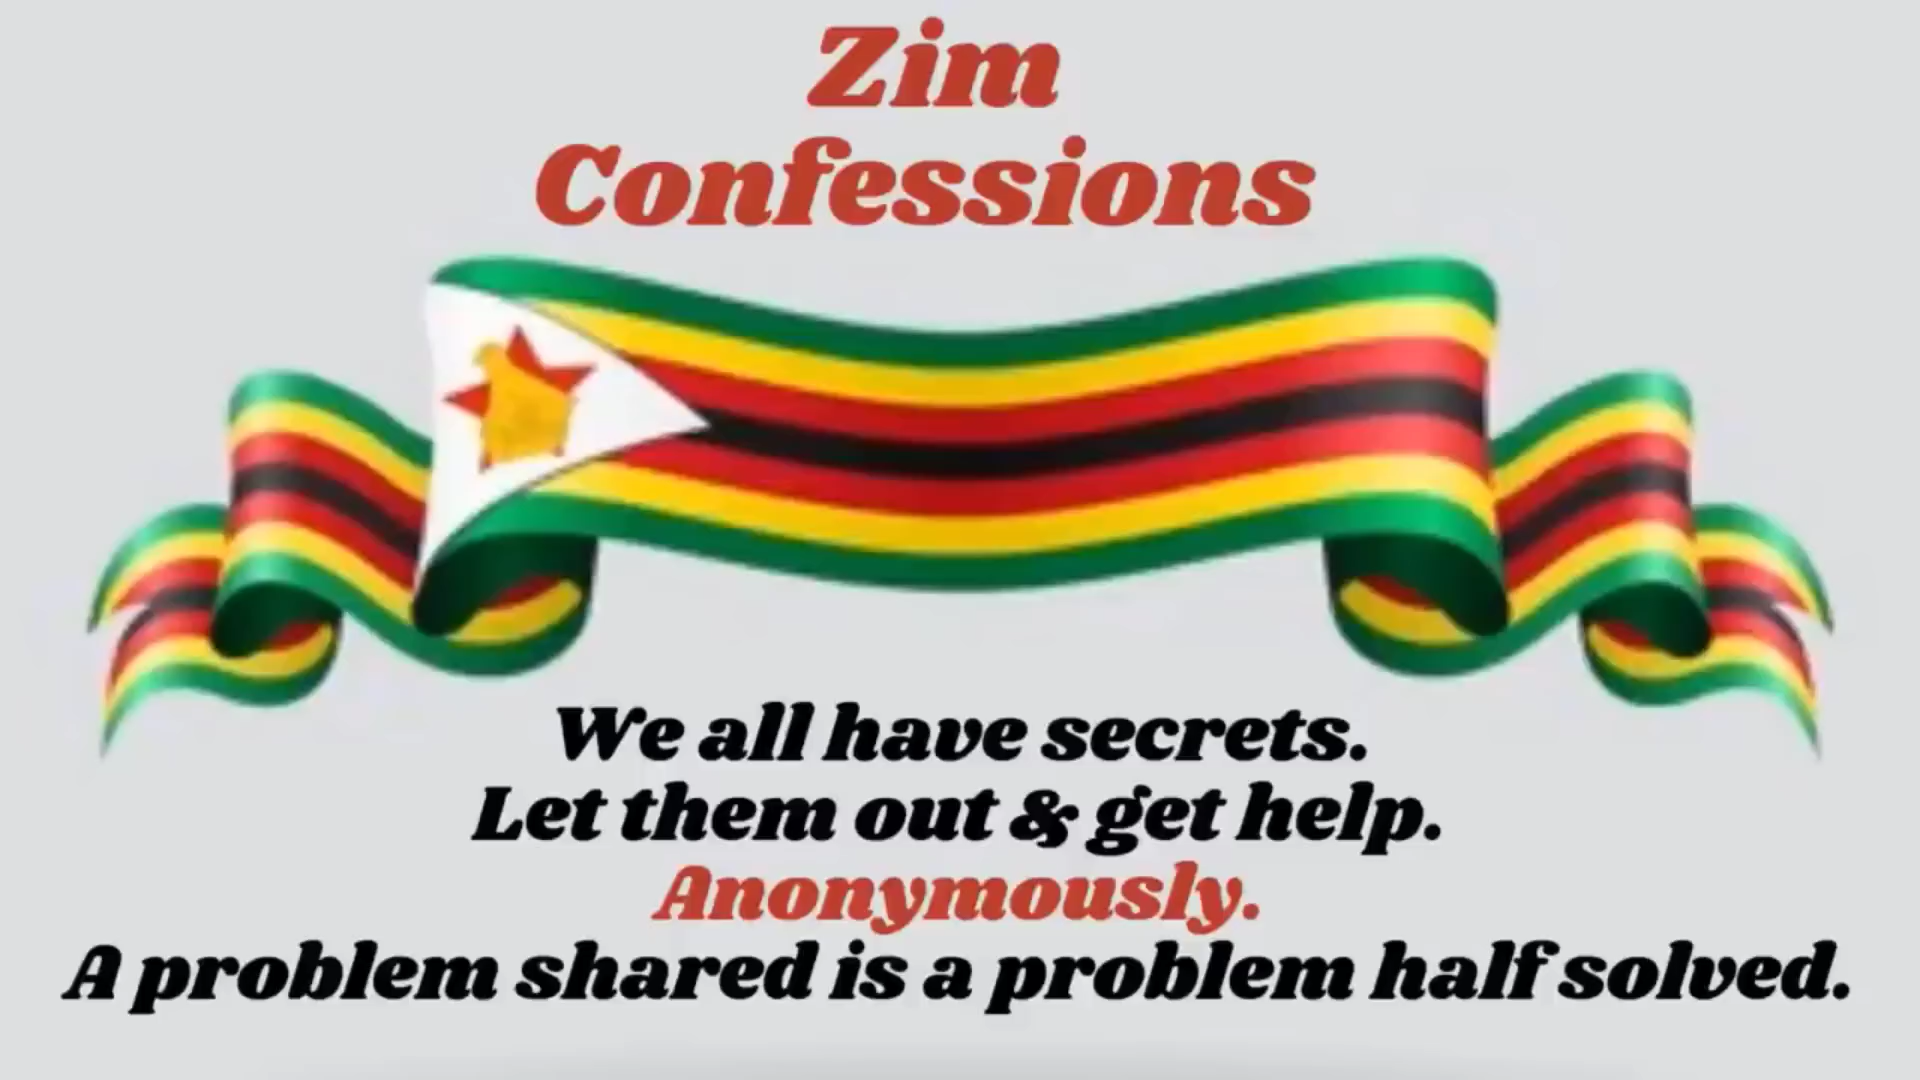 Zim
Confessions
We all have secrets.
Let them out & get help.
Anonymously.
A problem shared is a problem half solved.